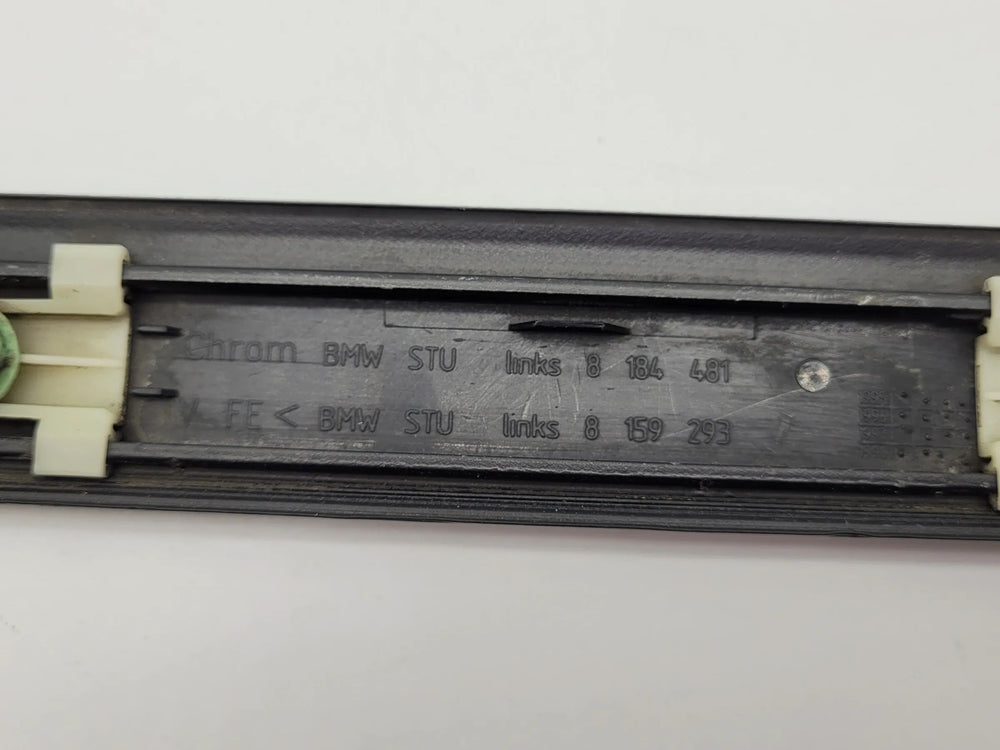 Chrom BMW STU links 8 184 481
FE < BMW STU links 8 159 293